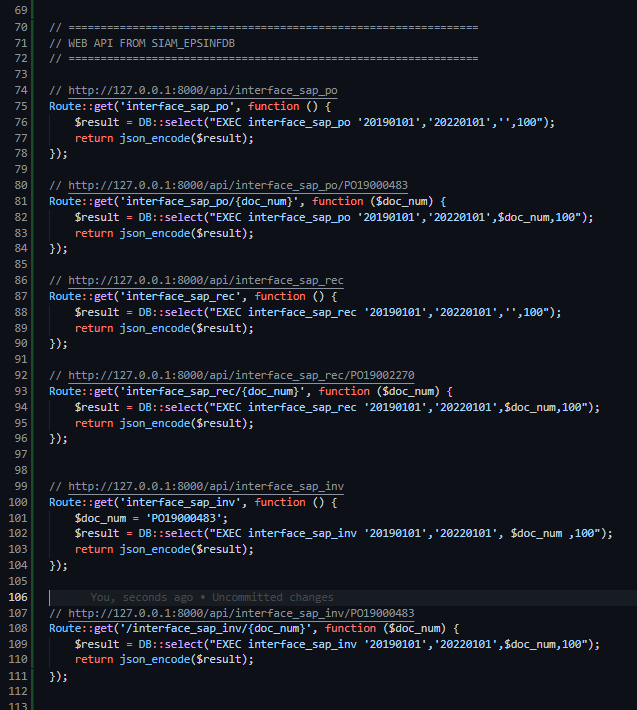 69
70 // ================================================================
71 // WEB API FROM SIAM_EPSINFDB
72 // ================================================================
73
74 // http://127.0.0.1:8000/api/interface_sap_po
75 Route::get('interface_sap_po', function () {
76     $result = DB::select("EXEC interface_sap_po '20190101','20220101','',100");
77     return json_encode($result);
78 });
79
80 // http://127.0.0.1:8000/api/interface_sap_po/PO19000483
81 Route::get('interface_sap_po/{doc_num}', function ($doc_num) {
82     $result = DB::select("EXEC interface_sap_po '20190101','20220101',$doc_num,100");
83     return json_encode($result);
84 });
85
86 // http://127.0.0.1:8000/api/interface_sap_rec
87 Route::get('interface_sap_rec', function () {
88     $result = DB::select("EXEC interface_sap_rec '20190101','20220101','',100");
89     return json_encode($result);
90 });
91
92 // http://127.0.0.1:8000/api/interface_sap_rec/PO19002270
93 Route::get('interface_sap_rec/{doc_num}', function ($doc_num) {
94     $result = DB::select("EXEC interface_sap_rec '20190101','20220101',$doc_num,100");
95     return json_encode($result);
96 });
97
98
99 // http://127.0.0.1:8000/api/interface_sap_inv
100 Route::get('interface_sap_inv', function () {
101     $doc_num = 'PO19000483';
102     $result = DB::select("EXEC interface_sap_inv '20190101','20220101', $doc_num ,100");
103     return json_encode($result);
104 });
105
106 You, seconds ago • Uncommitted changes
107 // http://127.0.0.1:8000/api/interface_sap_inv/PO19000483
108 Route::get('/interface_sap_inv/{doc_num}', function ($doc_num) {
109     $result = DB::select("EXEC interface_sap_inv '20190101','20220101',$doc_num,100");
110     return json_encode($result);
111 });
112
113